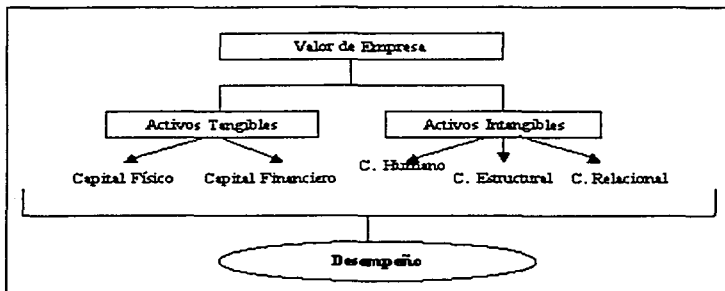 Valor de Empresa
Activos Tangibles
Activos Intangibles
Capital Físico
Capital Financiero
C. Humano
C. Estructural
C. Relacional
Desempeño